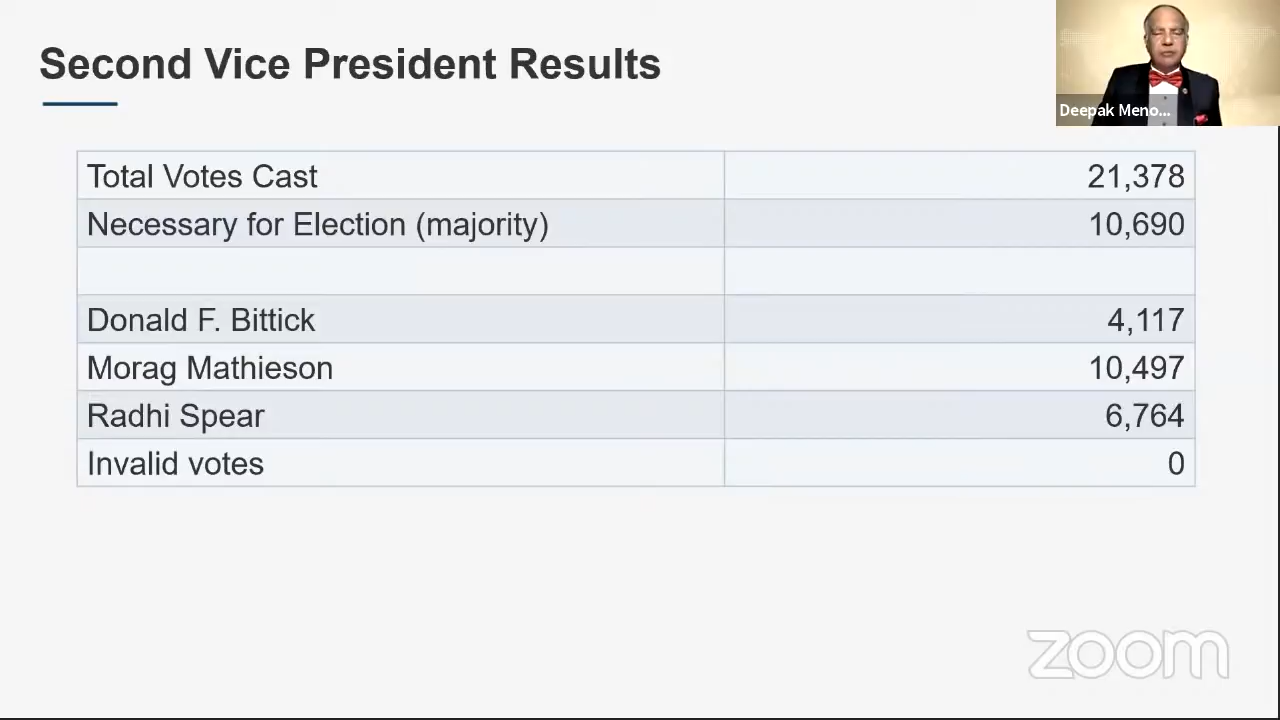 Second Vice President Results
Deepak Meno...
Total Votes Cast 21,378
Necessary for Election (majority) 10,690
Donald F. Bittick 4,117
Morag Mathieson 10,497
Radhi Spear 6,764
Invalid votes 0
zoom